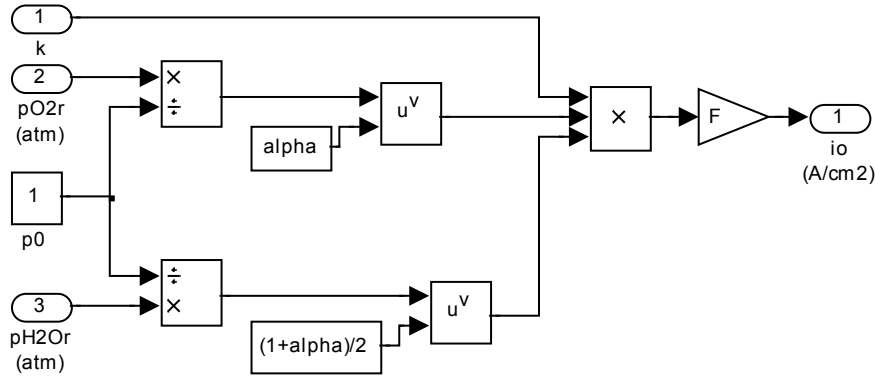 1
k
2
pO2r
(atm)
×
÷
u^v
alpha
×
F
1
io
(A/cm2)
1
p0
÷
×
3
pH2Or
(atm)
u^v
(1+alpha)/2